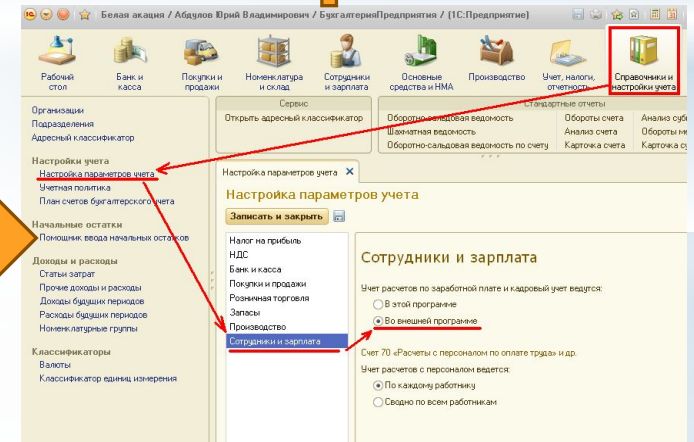 Белая акация / Абдулов Юрий Владимирович / БухгалтерияПредприятия / (1С:Предприятие)
Рабочий стол
Банк и касса
Покупки и продажи
Номенклатура и склад
Сотрудники и зарплата
Основные средства и НМА
Производство
Учет, налоги, отчетность
Справочники и настройки учета
Организации
Подразделения
Адресный классификатор
Настройки учета
Настройка параметров учета
Учетная политика
План счетов бухгалтерского учета
Начальные остатки
Помощник ввода начальных остатков
Доходы и расходы
Статьи затрат
Прочие доходы и расходы
Доходы будущих периодов
Расходы будущих периодов
Номенклатурные группы
Классификаторы
Валюты
Классификатор единиц измерения
Сервис
Открыть адресный классификатор
Стандартные отчеты
Оборотно-сальдовая ведомость
Обороты счета
Анализ
Шахматная ведомость
Анализ счета
Обороты
Оборотно-сальдовая ведомость по счету
Карточка счета
Карточка
Настройка параметров учета
Настройка параметров учета
Записать и закрыть
Налог на прибыль
НДС
Банк и касса
Покупки и продажи
Розничная торговля
Запасы
Производство
Сотрудники и зарплата
Сотрудники и зарплата
Учет расчетов по заработной плате и кадровый учет ведутся:
В этой программе
Во внешней программе
Счет 70 «Расчеты с персоналом по оплате труда» и др.
Учет расчетов с персоналом ведется:
По каждому работнику
Сводно по всем работникам